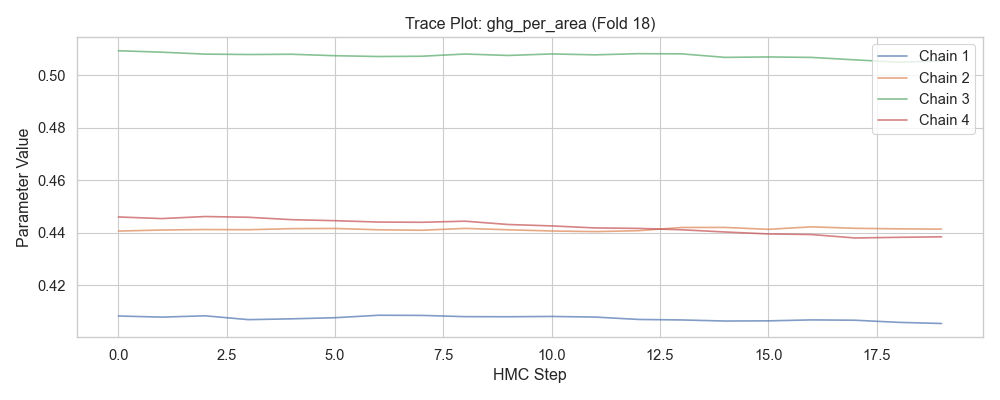 Trace Plot: ghg_per_area (Fold 18)
Parameter Value
0.50
0.48
0.46
0.44
0.42
Chain 1
Chain 2
Chain 3
Chain 4
0.0 2.5 5.0 7.5 10.0 12.5 15.0 17.5
HMC Step